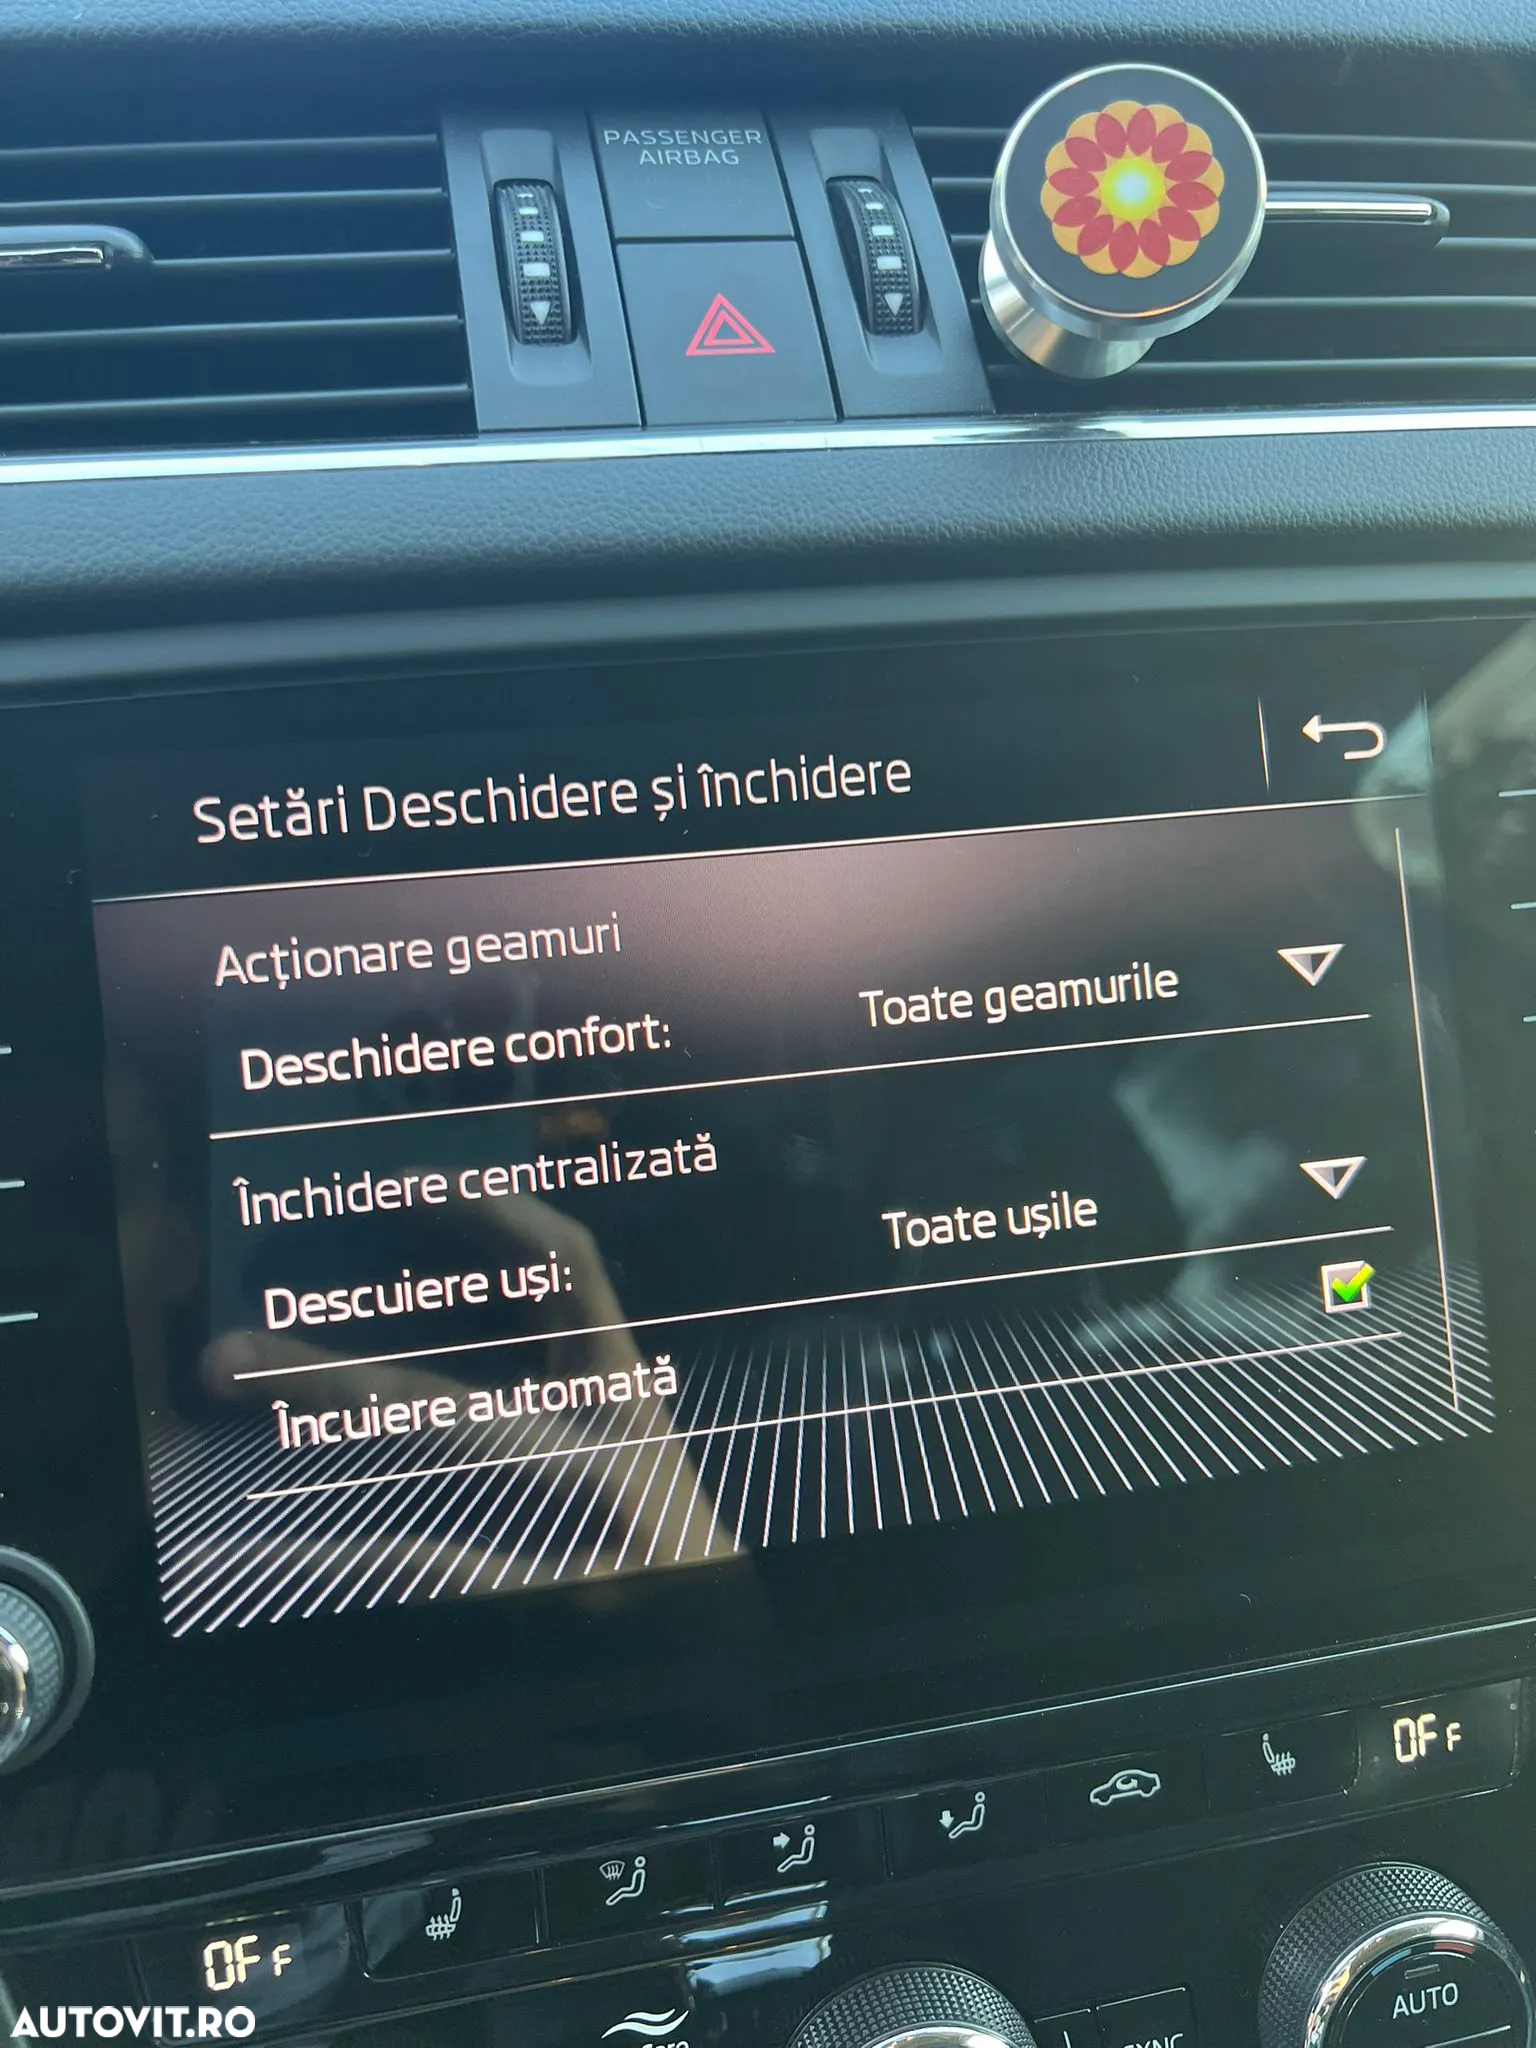 PASSENGER
AIRBAG
Setări Deschidere și închidere
Acționare geamuri
Deschidere confort:
Toate geamurile
Închidere centralizată
Descuiere uși:
Toate ușile
Încuiere automată
OFF
OFF
AUTO
SYNC
AUTOVIT.RO